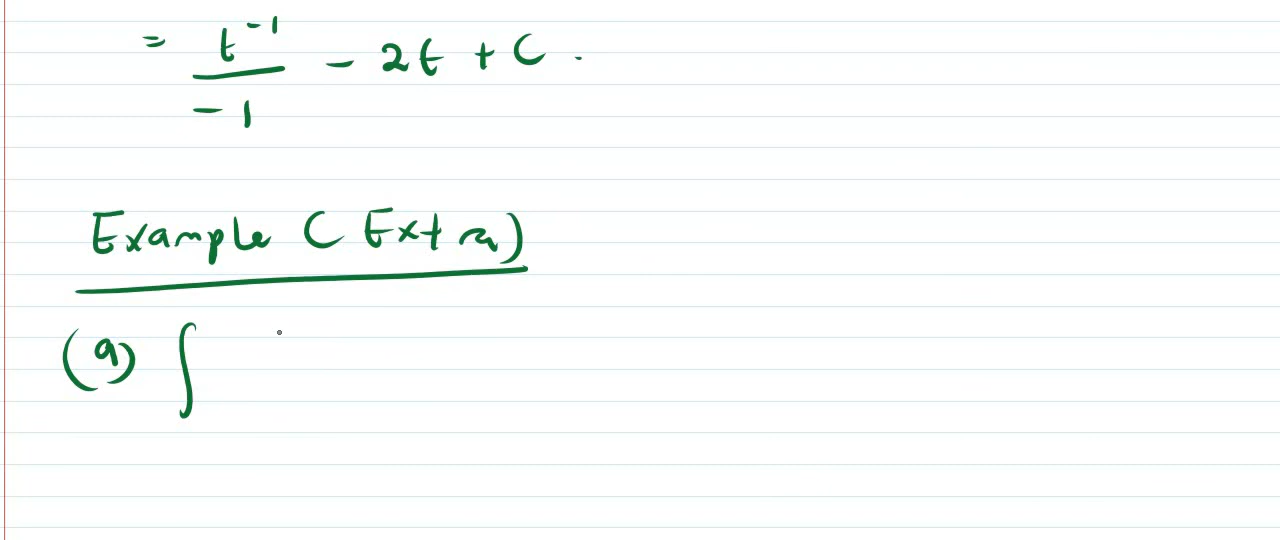 = t^{-1}/-1 - 2t + C .
Example (Extra)
(a) ∫